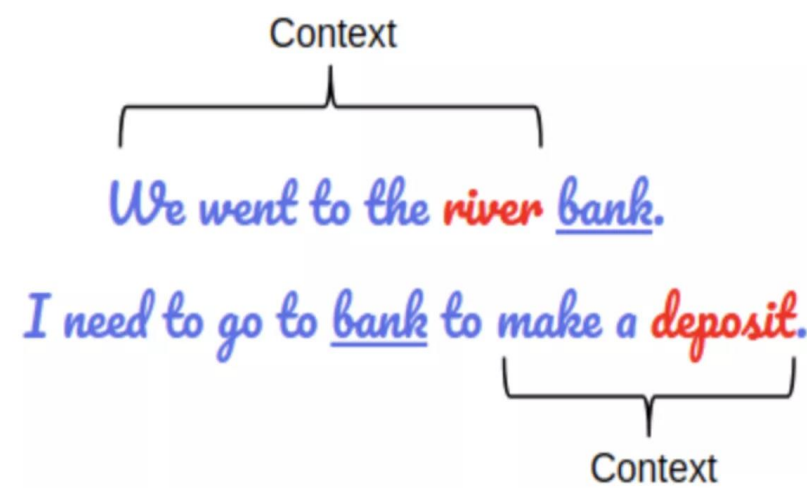 Context
We went to the river bank.
I need to go to bank to make a deposit.
Context